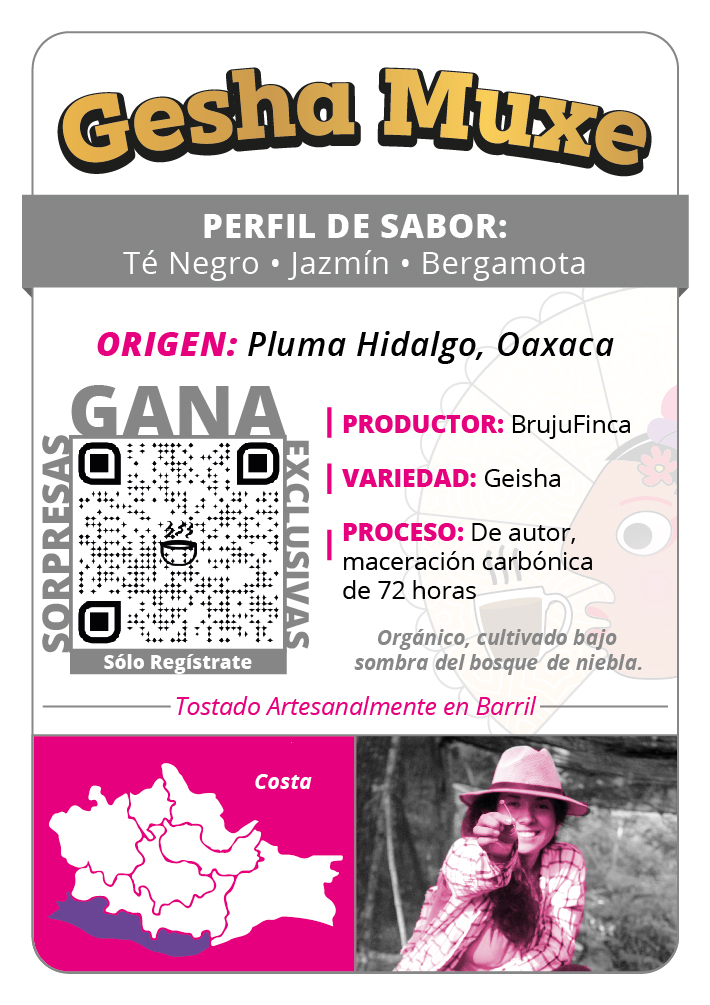 Gesha Muxe
PERFIL DE SABOR:
Té Negro • Jazmín • Bergamota
ORIGEN: Pluma Hidalgo, Oaxaca
GANA
SORPRESAS
EXCLUSIVAS
Sólo Regístrate
PRODUCTOR: BrujuFinca
VARIEDAD: Geisha
PROCESO: De autor,
maceración carbónica
de 72 horas
Orgánico, cultivado bajo
sombra del bosque de niebla.
Tostado Artesanalmente en Barril
Costa